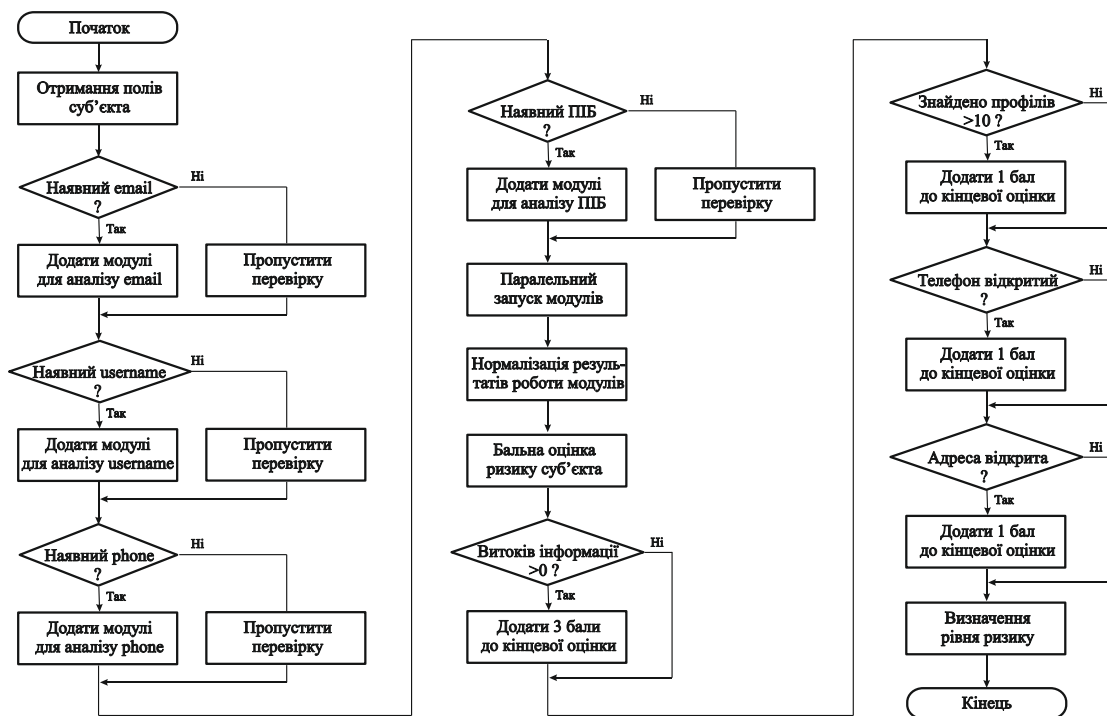 Початок
Отримання полів
суб’єкта
Наявний email
?
Ні
Так
Додати модулі
для аналізу email
Пропустити
перевірку
Наявний username
?
Ні
Так
Додати модулі
для аналізу username
Пропустити
перевірку
Наявний phone
?
Ні
Так
Додати модулі
для аналізу phone
Пропустити
перевірку
Наявний ПІБ
?
Ні
Так
Додати модулі
для аналізу ПІБ
Пропустити
перевірку
Паралельний
запуск модулів
Нормалізація резуль-
татів роботи модулів
Бальна оцінка
ризику суб’єкта
Витоків інформації
>0 ?
Ні
Так
Додати 3 бали
до кінцевої оцінки
Знайдено профілів
>10 ?
Ні
Так
Додати 1 бал
до кінцевої оцінки
Телефон відкритий
?
Ні
Так
Додати 1 бал
до кінцевої оцінки
Адреса відкрита
?
Ні
Так
Додати 1 бал
до кінцевої оцінки
Визначення
рівня ризику
Кінець